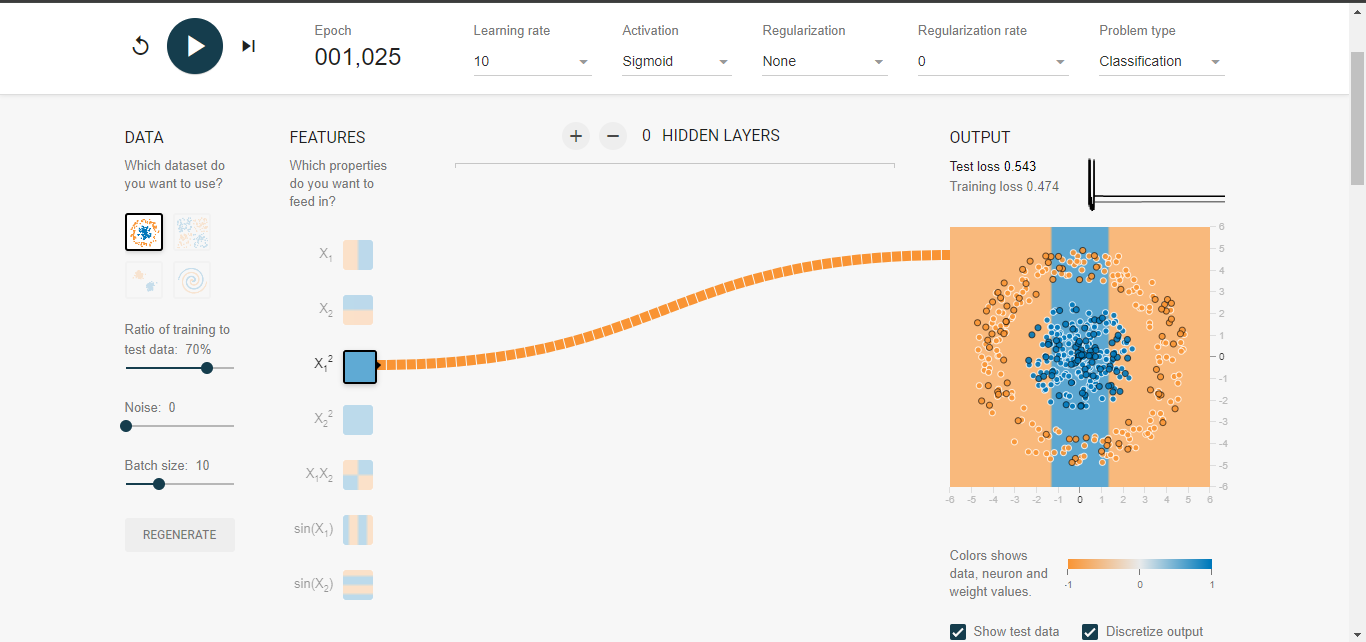 Epoch
001,025
Learning rate
10
Activation
Sigmoid
Regularization
None
Regularization rate
0
Problem type
Classification
DATA
Which dataset do
you want to use?
Ratio of training to
test data: 70%
Noise: 0
Batch size: 10
REGENERATE
FEATURES
Which properties
do you want to
feed in?
X1
X2
X1²
X2²
X1X2
sin(X1)
sin(X2)
+ − 0 HIDDEN LAYERS
OUTPUT
Test loss 0.543
Training loss 0.474
6
5
4
3
2
1
0
-1
-2
-3
-4
-5
-6
-6 -5 -4 -3 -2 -1 0 1 2 3 4 5 6
Colors shows
data, neuron and
weight values.
-1 0 1
Show test data
Discretize output